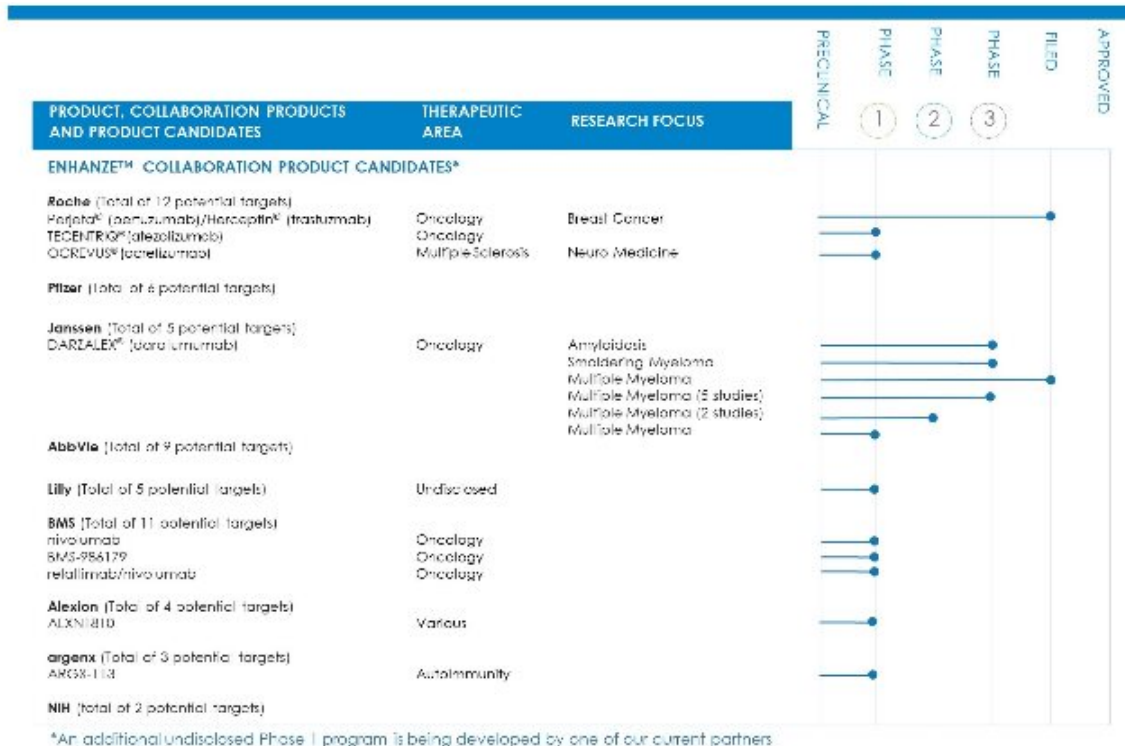 PRECLINICAL
PHASE 1
PHASE 2
PHASE 3
FILED
APPROVED
PRODUCT, COLLABORATION PRODUCTS AND PRODUCT CANDIDATES
THERAPEUTIC AREA
RESEARCH FOCUS
ENHANZE™ COLLABORATION PRODUCT CANDIDATES*
Roche (Total of 12 potential targets)
Perjeta® (pertuzumab)/Herceptin® (trastuzmab) Oncology Breast Cancer
TECENTRIQ® (atezolizumab) Oncology
OCREVUS® (ocrelizumab) Multiple Sclerosis Neuro Medicine
Pfizer (Total of 6 potential targets)
Janssen (Total of 5 potential targets)
DARZALEX® (daratumumab) Oncology Amyloidosis
Smoldering Myeloma
Multiple Myeloma
Multiple Myeloma (5 studies)
Multiple Myeloma (2 studies)
Multiple Myeloma
AbbVie (Total of 9 potential targets)
Lilly (Total of 5 potential targets) Undisclosed
BMS (Total of 11 potential targets)
nivolumab Oncology
BMS-986179 Oncology
relatlimab/nivolumab Oncology
Alexion (Total of 4 potential targets)
ALXN1810 Various
argenx (Total of 3 potential targets)
ARGX-113 Autoimmunity
NIH (total of 2 potential targets)
*An additional undisclosed Phase 1 program is being developed by one of our current partners